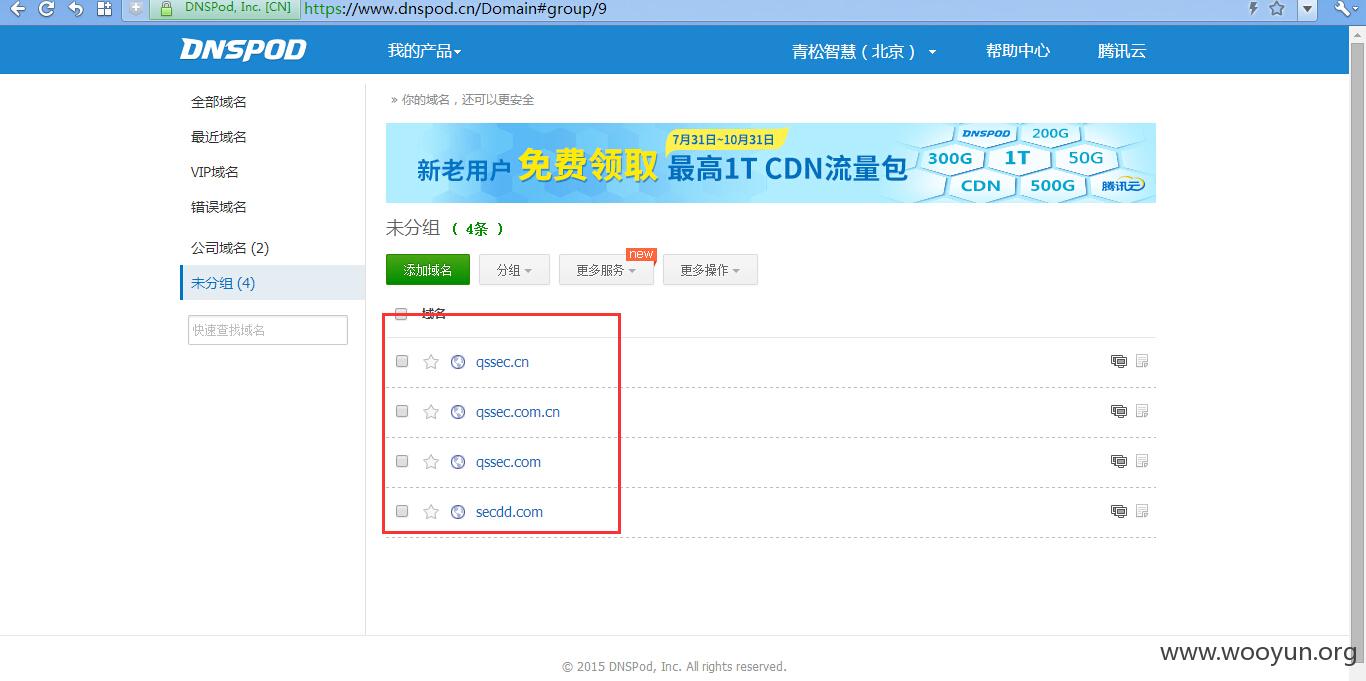 DNSPod, Inc. [CN] https://www.dnspod.cn/Domain#group/9
DNSPOD 我的产品 青松智慧（北京） 帮助中心 腾讯云
全部域名
最近域名
VIP域名
错误域名
公司域名 (2)
未分组 (4)
快速查找域名
» 你的域名，还可以更安全
新老用户 免费领取 7月31日~10月31日 最高1T CDN流量包
DNSPOD 200G
300G 1T 50G
CDN 500G 腾讯云
未分组 （ 4条 ）
添加域名 分组 更多服务 new 更多操作
域名
qssec.cn
qssec.com.cn
qssec.com
secdd.com
© 2015 DNSPod, Inc. All rights reserved.
www.wooyun.org